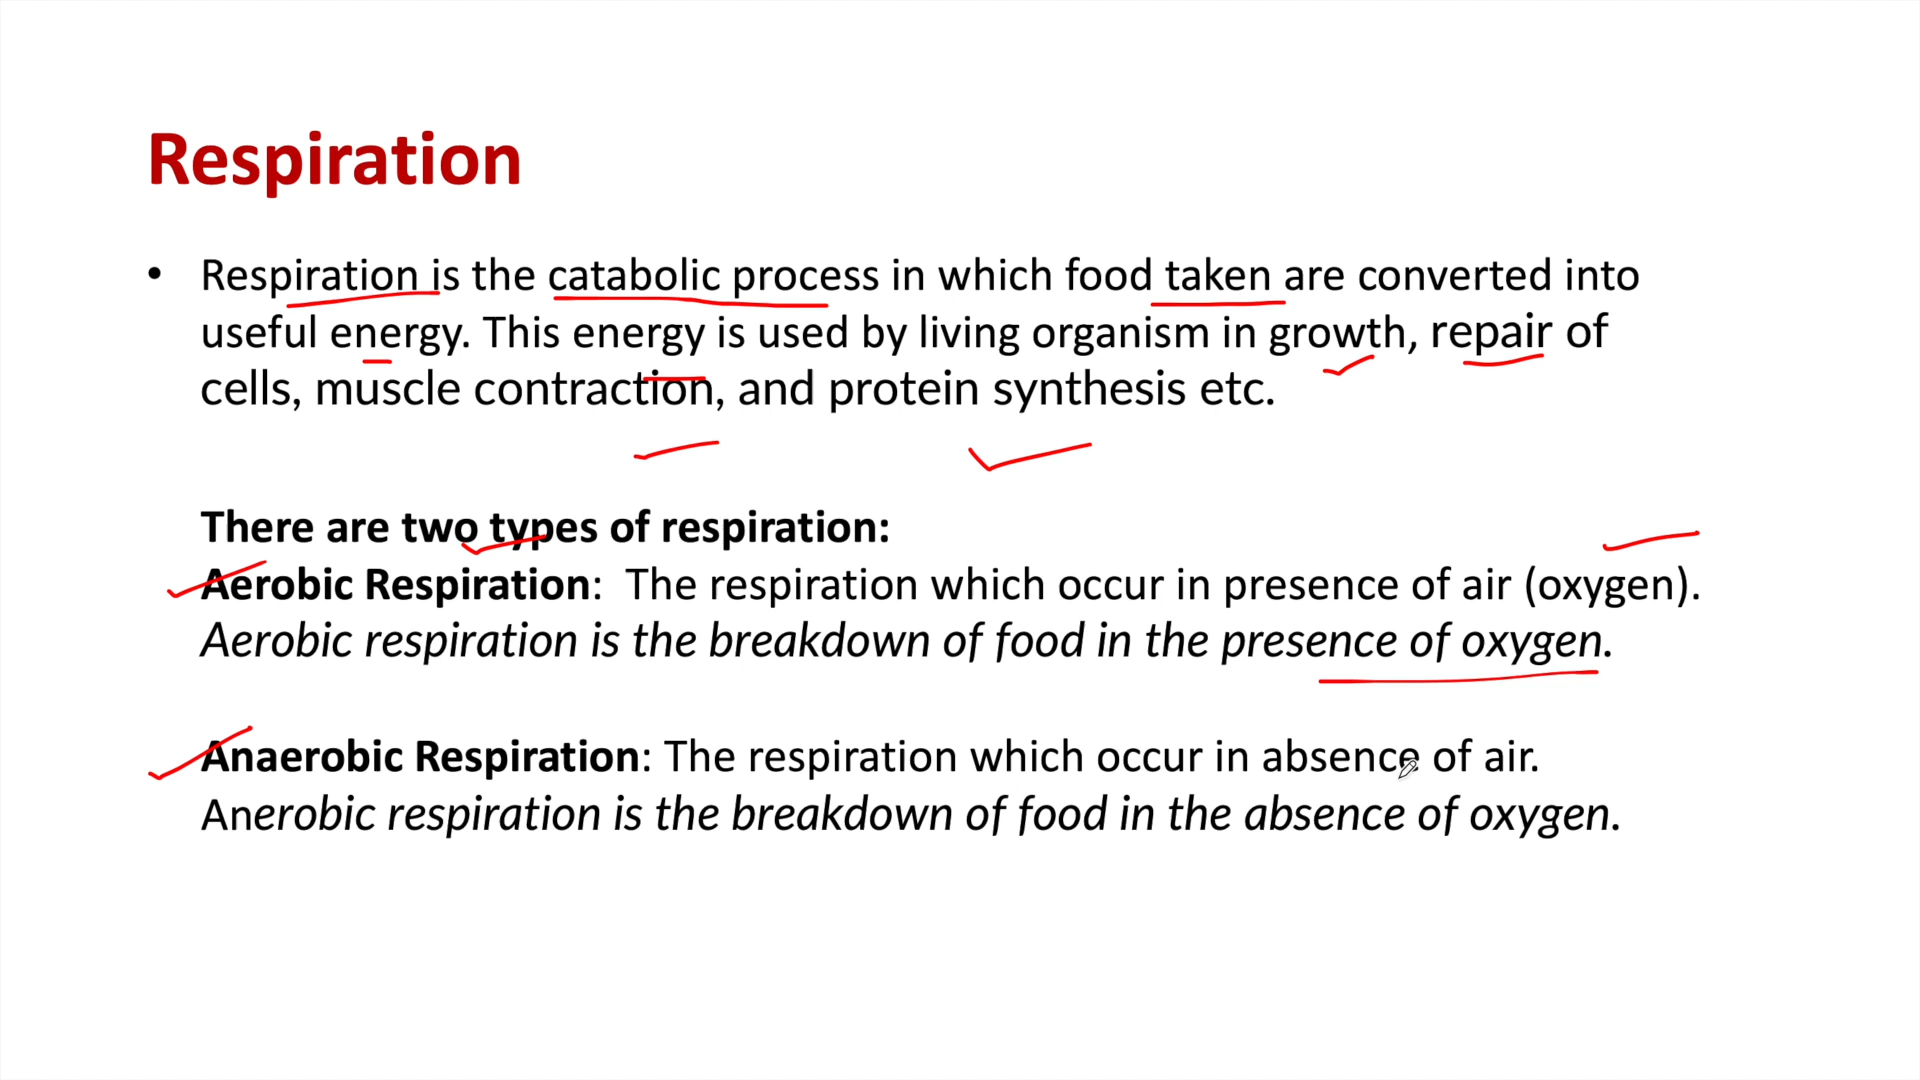 Respiration
• Respiration is the catabolic process in which food taken are converted into
useful energy. This energy is used by living organism in growth, repair of
cells, muscle contraction, and protein synthesis etc.
There are two types of respiration:
Aerobic Respiration:  The respiration which occur in presence of air (oxygen).
Aerobic respiration is the breakdown of food in the presence of oxygen.
Anaerobic Respiration: The respiration which occur in absence of air.
Anerobic respiration is the breakdown of food in the absence of oxygen.